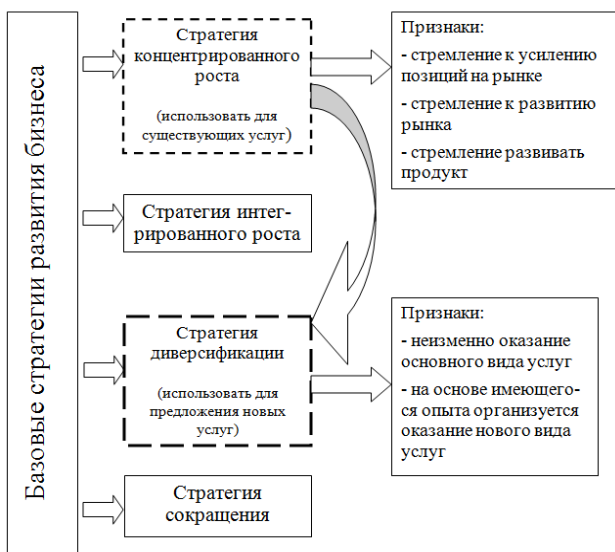 Базовые стратегии развития бизнеса
Стратегия
концентрированного
роста
(использовать для
существующих услуг)
Признаки:
- стремление к усилению
позиций на рынке
- стремление к развитию
рынка
- стремление развивать
продукт
Стратегия интег-
рированного роста
Стратегия
диверсификации
(использовать для
предложения новых
услуг)
Признаки:
- неизменно оказание
основного вида услуг
- на основе имеющего-
ся опыта организуется
оказание нового вида
услуг
Стратегия
сокращения